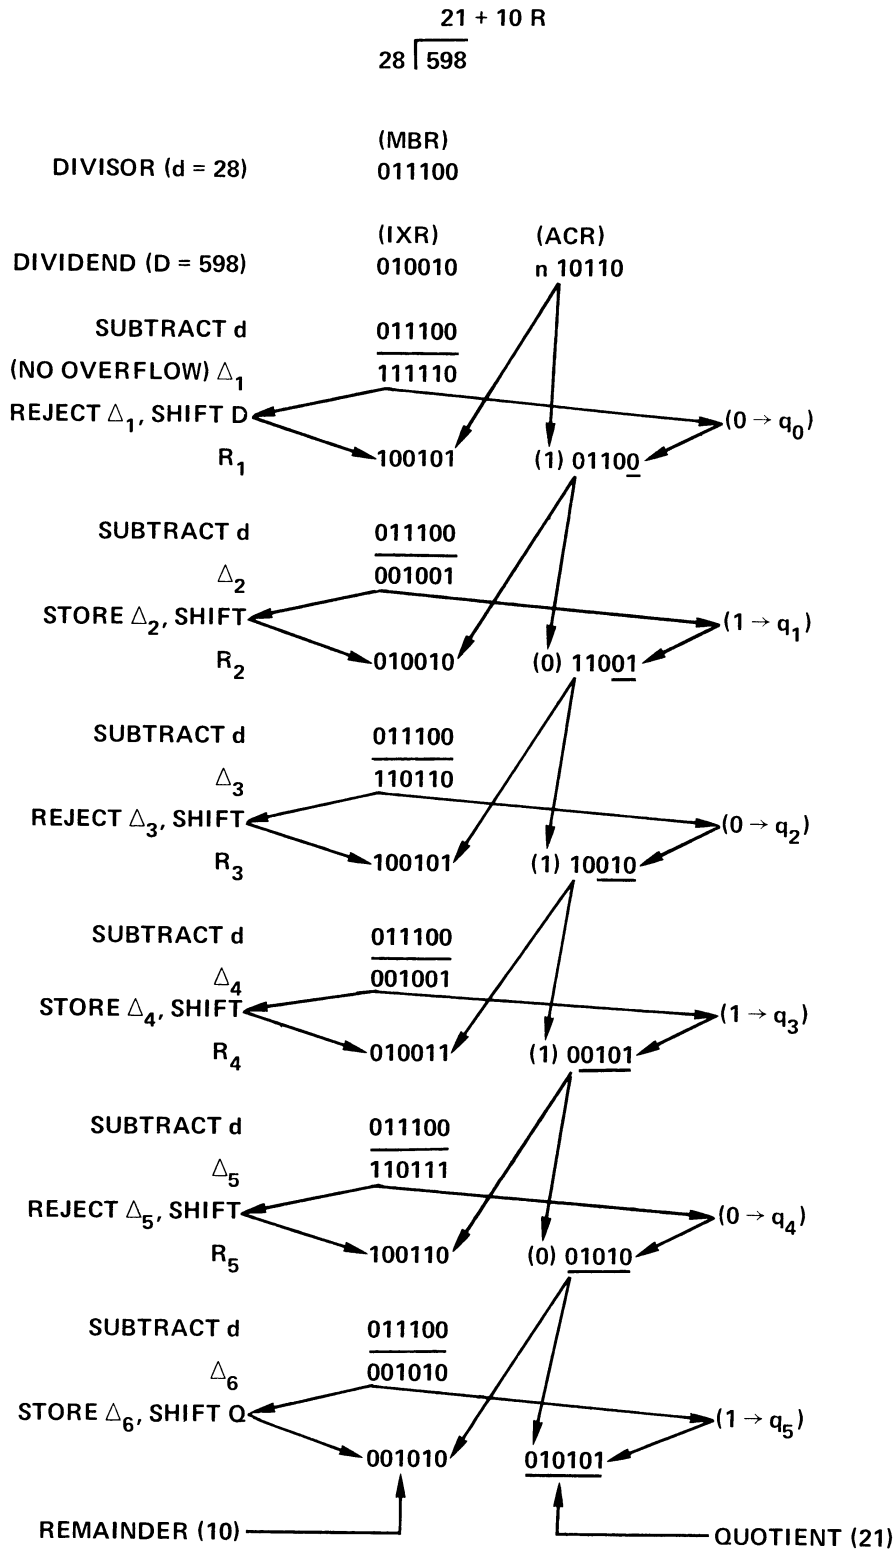 21 + 10 R
28 598
(MBR)
DIVISOR (d = 28) 011100
(IXR) (ACR)
DIVIDEND (D = 598) 010010 n 10110
SUBTRACT d 011100
(NO OVERFLOW) Δ1 111110
REJECT Δ1, SHIFT D (0 → q0)
R1 100101 (1) 01100
SUBTRACT d 011100
Δ2 001001
STORE Δ2, SHIFT (1 → q1)
R2 010010 (0) 11001
SUBTRACT d 011100
Δ3 110110
REJECT Δ3, SHIFT (0 → q2)
R3 100101 (1) 10010
SUBTRACT d 011100
Δ4 001001
STORE Δ4, SHIFT (1 → q3)
R4 010011 (1) 00101
SUBTRACT d 011100
Δ5 110111
REJECT Δ5, SHIFT (0 → q4)
R5 100110 (0) 01010
SUBTRACT d 011100
Δ6 001010
STORE Δ6, SHIFT Q (1 → q5)
001010 010101
REMAINDER (10) QUOTIENT (21)